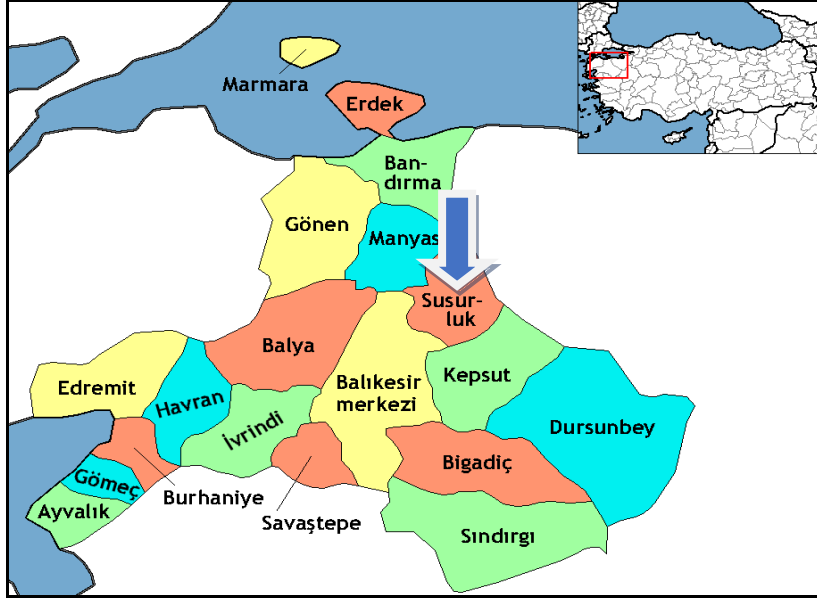 Marmara
Erdek
Ban-
dırma
Gönen
Manyas
Susur-
luk
Balya
Edremit
Havran
Balıkesir
merkezi
Kepsut
İvrindi
Dursunbey
Bigadiç
Gömeç
Burhaniye
Ayvalık
Savaştepe
Sındırgı